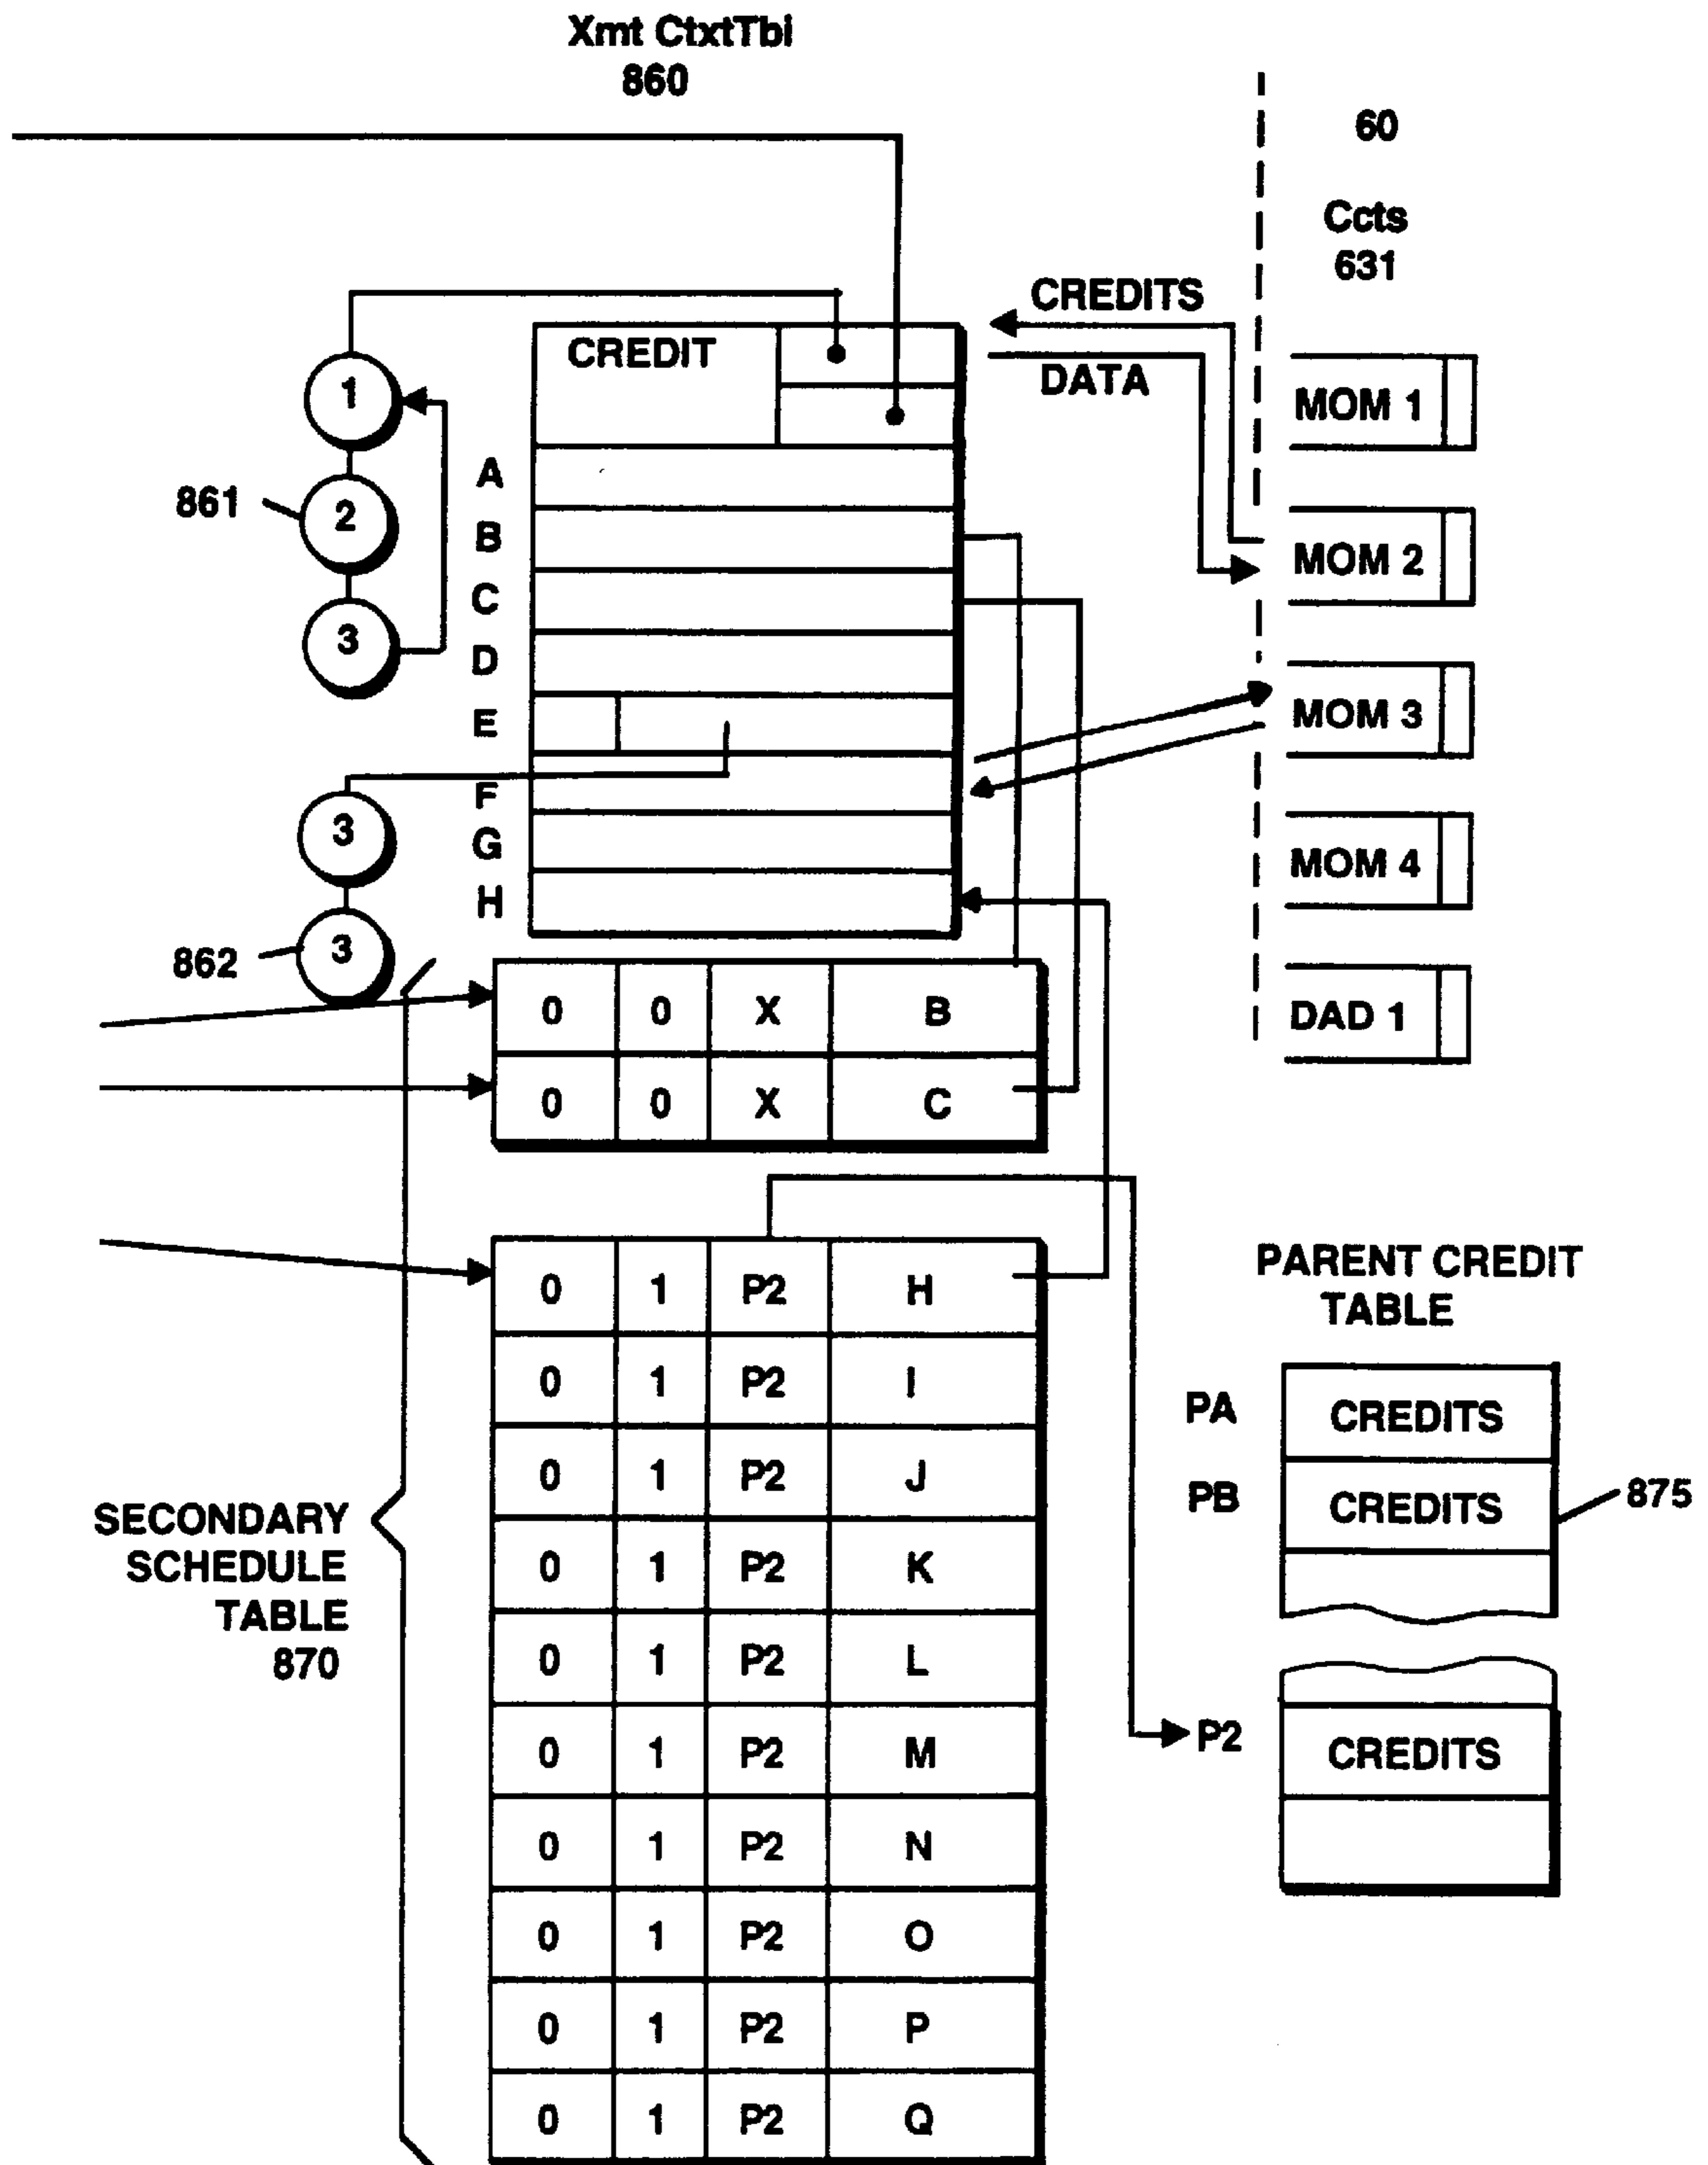 Xmt CtxtTbl
860
60
Ccts
631
CREDITS
DATA
CREDIT
1
2
3
861
A
B
C
D
E
F
G
H
3
3
862
MOM 1
MOM 2
MOM 3
MOM 4
DAD 1
0 0 X B
0 0 X C
SECONDARY
SCHEDULE
TABLE
870
0 1 P2 H
0 1 P2 I
0 1 P2 J
0 1 P2 K
0 1 P2 L
0 1 P2 M
0 1 P2 N
0 1 P2 O
0 1 P2 P
0 1 P2 Q
PARENT CREDIT
TABLE
PA CREDITS
PB CREDITS
875
P2 CREDITS